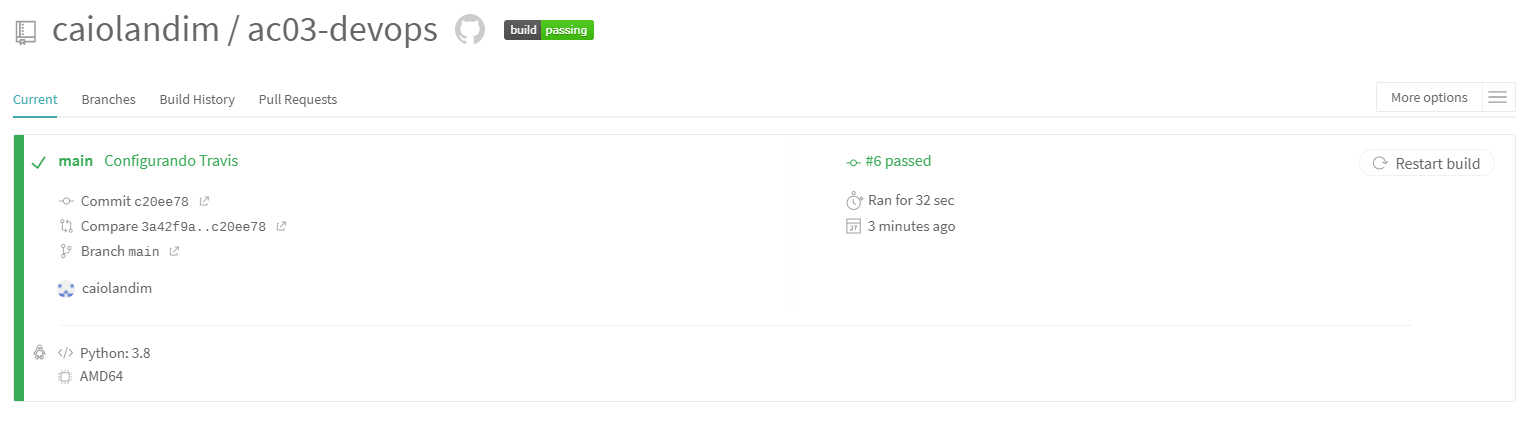 caiolandim / ac03-devops build passing
Current Branches Build History Pull Requests More options
main Configurando Travis #6 passed Restart build
Commit c20ee78 Ran for 32 sec
Compare 3a42f9a..c20ee78 27 3 minutes ago
Branch main
caiolandim
</> Python: 3.8
AMD64